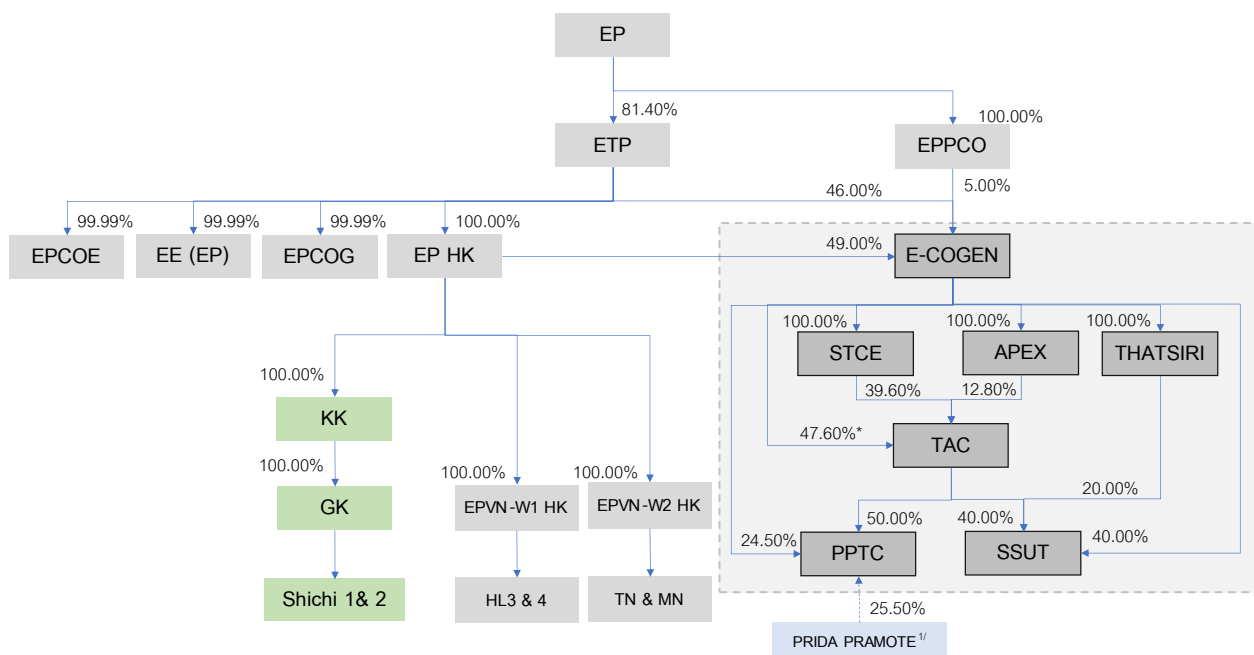 EP
81.40%
100.00%
ETP
EPPCO
46.00%
5.00%
99.99%
99.99%
99.99%
100.00%
EPCOE
EE (EP)
EPCOG
EP HK
49.00%
E-COGEN
100.00%
100.00%
100.00%
STCE
APEX
THATSIRI
100.00%
39.60%
12.80%
KK
47.60%*
TAC
100.00%
100.00%
100.00%
20.00%
GK
EPVN-W1 HK
EPVN-W2 HK
50.00%
40.00%
24.50%
40.00%
PPTC
SSUT
Shichi 1& 2
HL3 & 4
TN & MN
25.50%
PRIDA PRAMOTE 1/